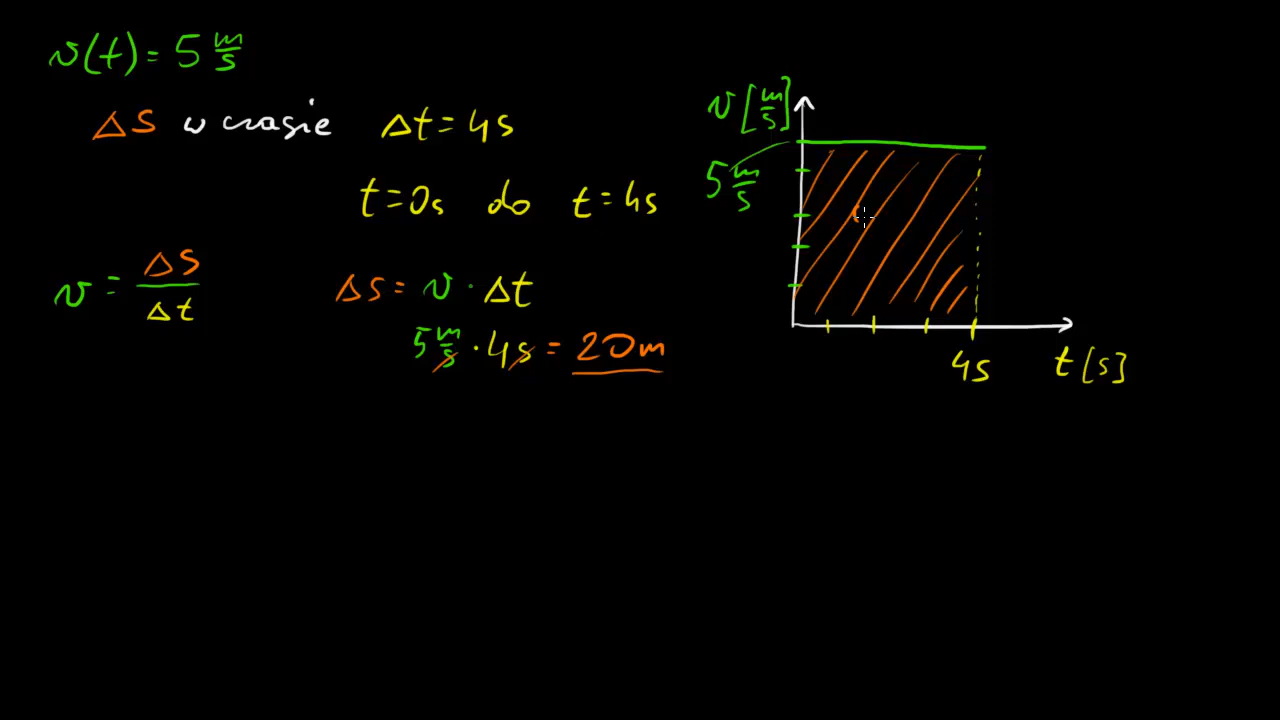 v(t) = 5 m/s
Δs w czasie Δt = 4s
t = 0s do t = 4s
v = Δs/Δt
Δs = v · Δt
5 m/s · 4s = 20m
v [m/s]
5 m/s
4s
t [s]